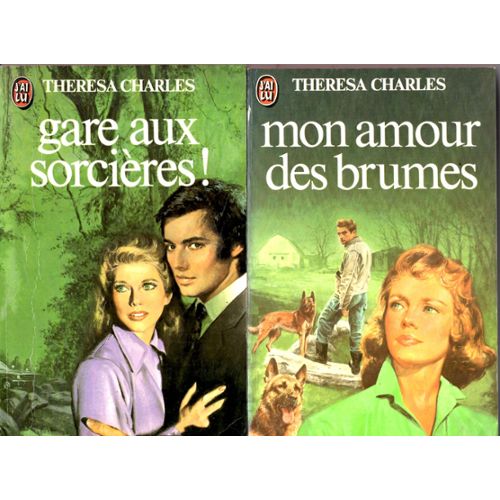 J'AI
LU
THERESA CHARLES
gare aux
sorcières!
J'AI
LU
THERESA CHARLES
mon amour
des brumes